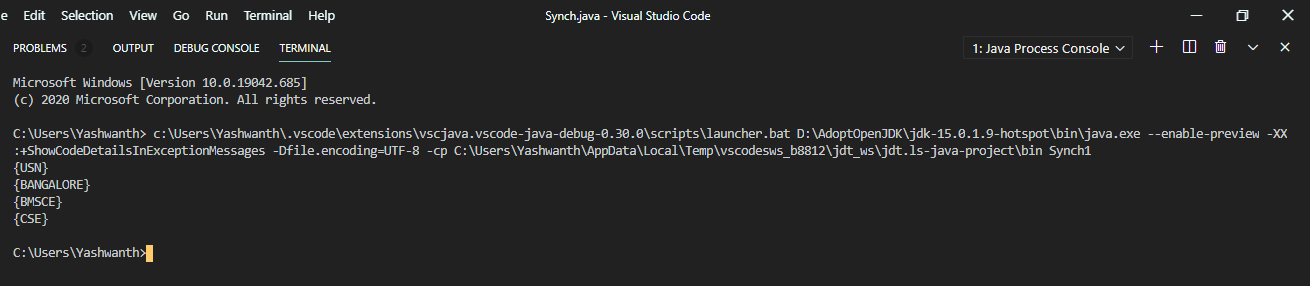 e Edit Selection View Go Run Terminal Help Synch.java - Visual Studio Code
PROBLEMS 2 OUTPUT DEBUG CONSOLE TERMINAL 1: Java Process Console
Microsoft Windows [Version 10.0.19042.685]
(c) 2020 Microsoft Corporation. All rights reserved.
C:\Users\Yashwanth> c:\Users\Yashwanth\.vscode\extensions\vscjava.vscode-java-debug-0.30.0\scripts\launcher.bat D:\AdoptOpenJDK\jdk-15.0.1.9-hotspot\bin\java.exe --enable-preview -XX
:+ShowCodeDetailsInExceptionMessages -Dfile.encoding=UTF-8 -cp C:\Users\Yashwanth\AppData\Local\Temp\vscodesws_b8812\jdt_ws\jdt.ls-java-project\bin Synch1
{USN}
{BANGALORE}
{BMSCE}
{CSE}
C:\Users\Yashwanth>